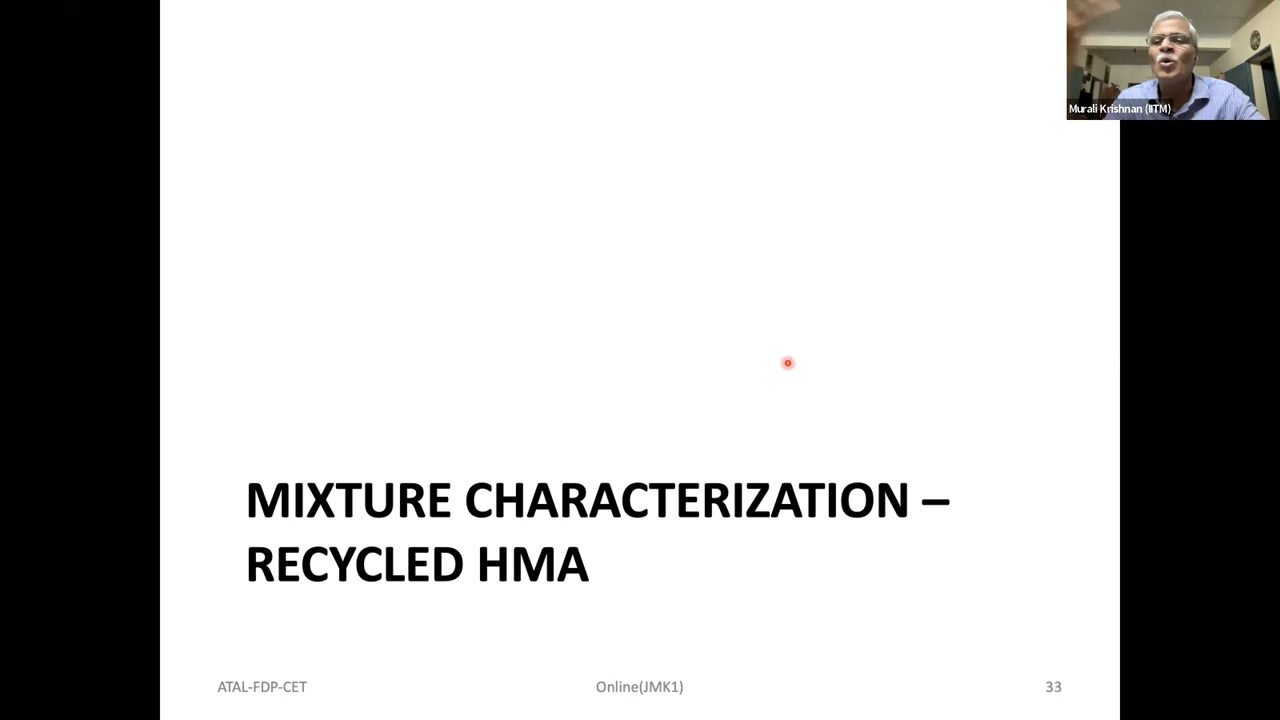 Murali Krishnan (IITM)
MIXTURE CHARACTERIZATION –
RECYCLED HMA
ATAL-FDP-CET
Online(JMK1)
33